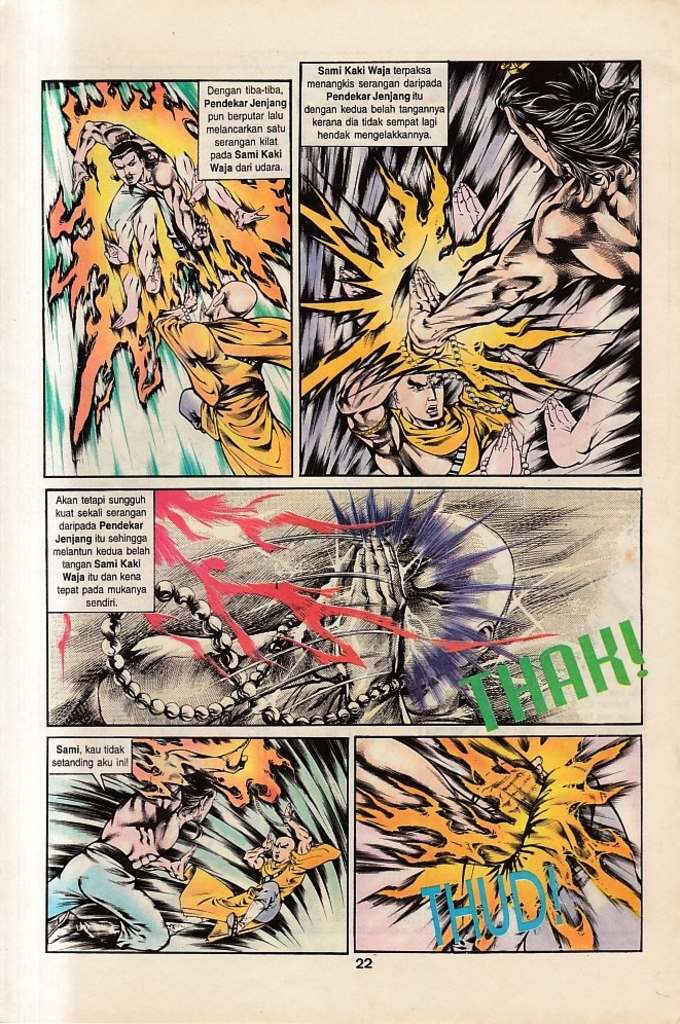 Dengan tiba-tiba,
Pendekar Jenjang
pun berputar lalu
melancarkan satu
serangan kilat
pada Sami Kaki
Waja dari udara.
Sami Kaki Waja terpaksa
menangkis serangan daripada
Pendekar Jenjang itu
dengan kedua belah tangannya
kerana dia tidak sempat lagi
hendak mengelakkannya.
Akan tetapi sungguh
kuat sekali serangan
daripada Pendekar
Jenjang itu sehingga
melantun kedua belah
tangan Sami Kaki
Waja itu dan kena
tepat pada mukanya
sendiri.
THAK!
Sami, kau tidak
setanding aku ini!
THUD!
22